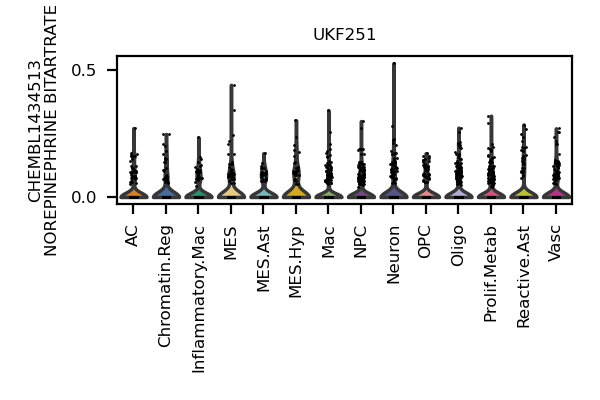 UKF251
CHEMBL1434513
NOREPINEPHRINE BITARTRATE
0.5
0.0
AC
Chromatin.Reg
Inflammatory.Mac
MES
MES.Ast
MES.Hyp
Mac
NPC
Neuron
OPC
Oligo
Prolif.Metab
Reactive.Ast
Vasc